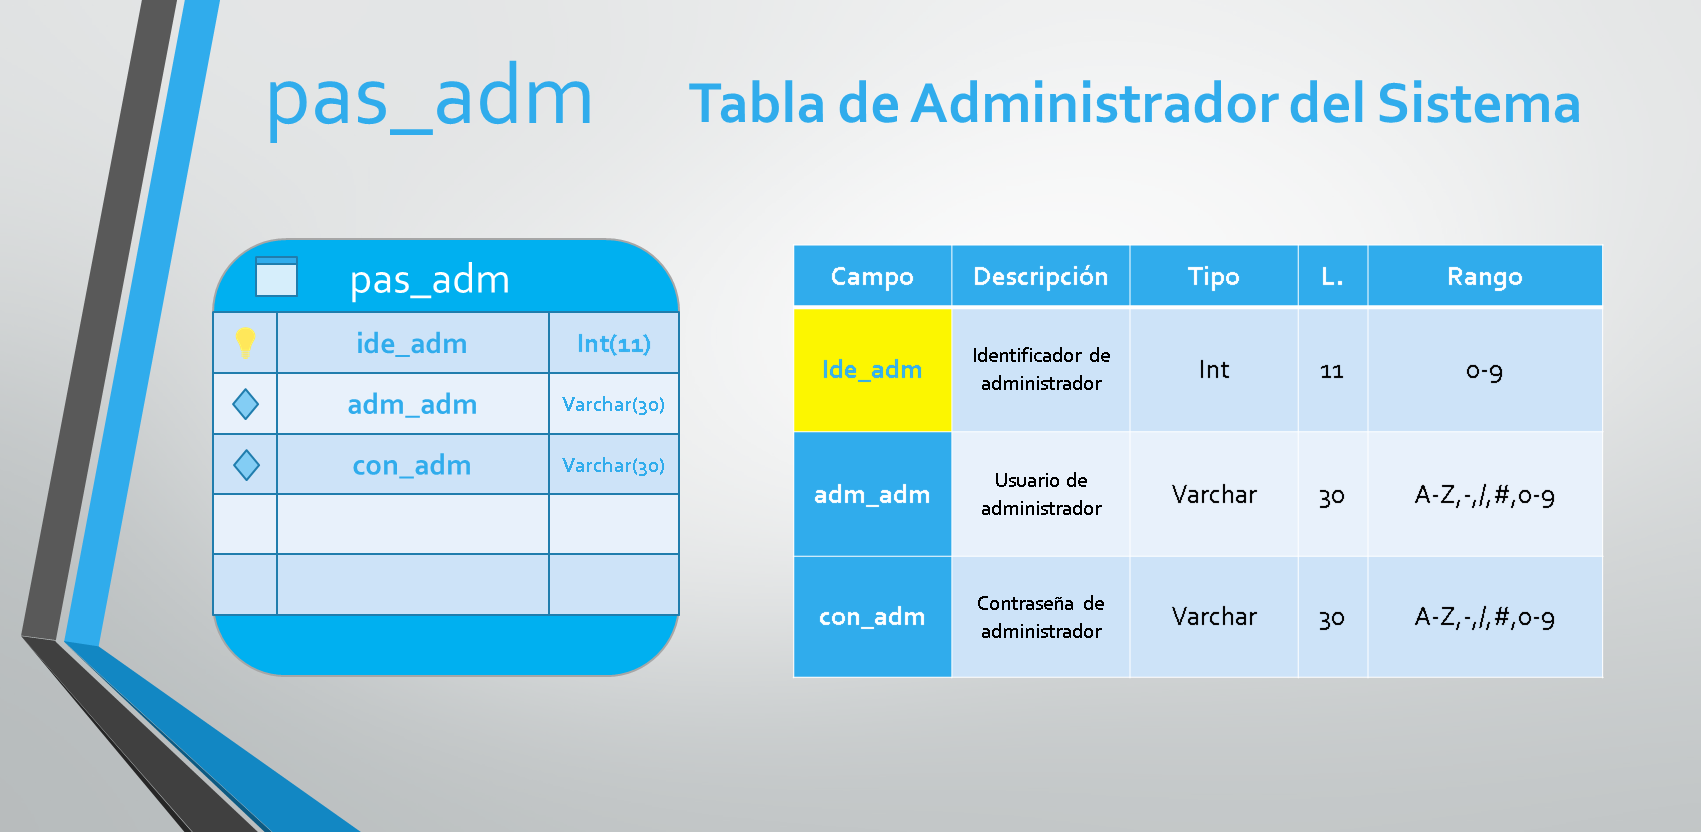 pas_adm
Tabla de Administrador del Sistema
pas_adm
ide_adm Int(11)
adm_adm Varchar(30)
con_adm Varchar(30)
Campo Descripción Tipo L. Rango
Ide_adm Identificador de administrador Int 11 0-9
adm_adm Usuario de administrador Varchar 30 A-Z,-,/,#,0-9
con_adm Contraseña de administrador Varchar 30 A-Z,-,/,#,0-9